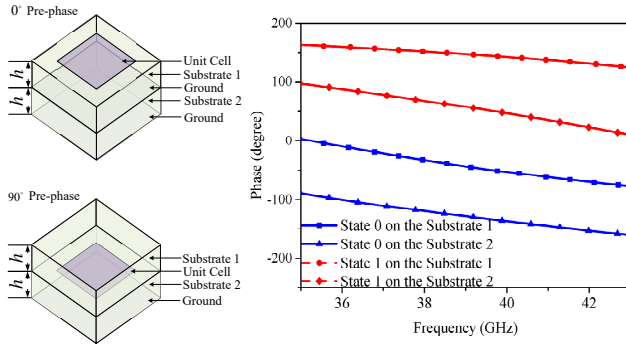 0° Pre-phase
Unit Cell
Substrate 1
Ground
Substrate 2
Ground
h
h
90° Pre-phase
Substrate 1
Unit Cell
Substrate 2
Ground
h
h
200
100
0
-100
-200
Phase (degree)
State 0 on the Substrate 1
State 0 on the Substrate 2
Statc 1 on the Substratc 1
State 1 on the Substrate 2
36 38 40 42
Frequency (GHz)